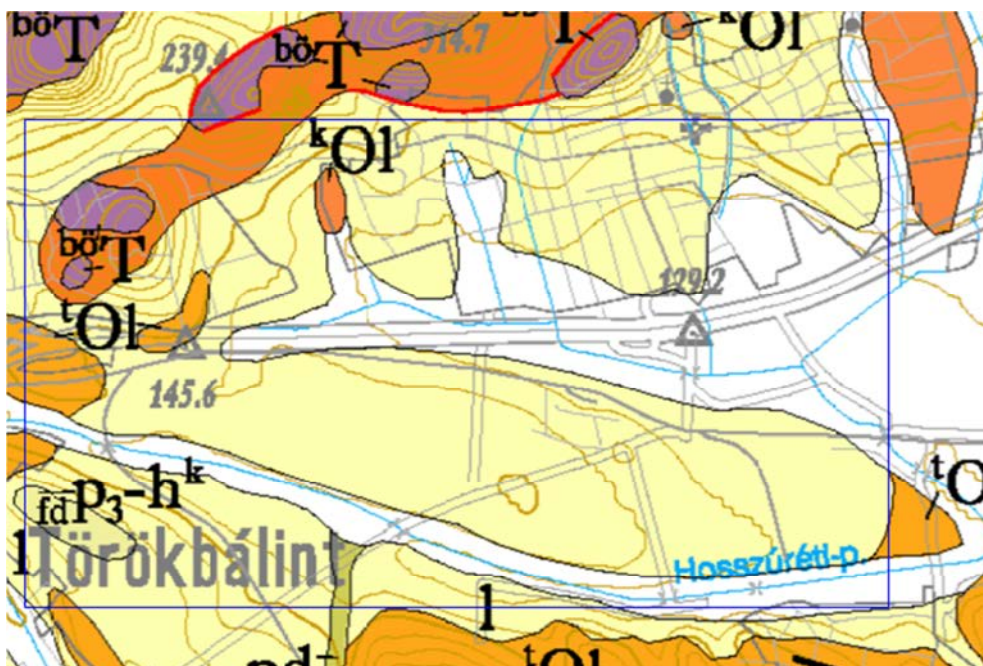 böT
239.4
böT
314.7
kOl
kOl
böT
129.2
tOl
145.6
fdp3-hk
tO
l
Törökbálint
Hosszúréti-p.
l
pd-
tOl